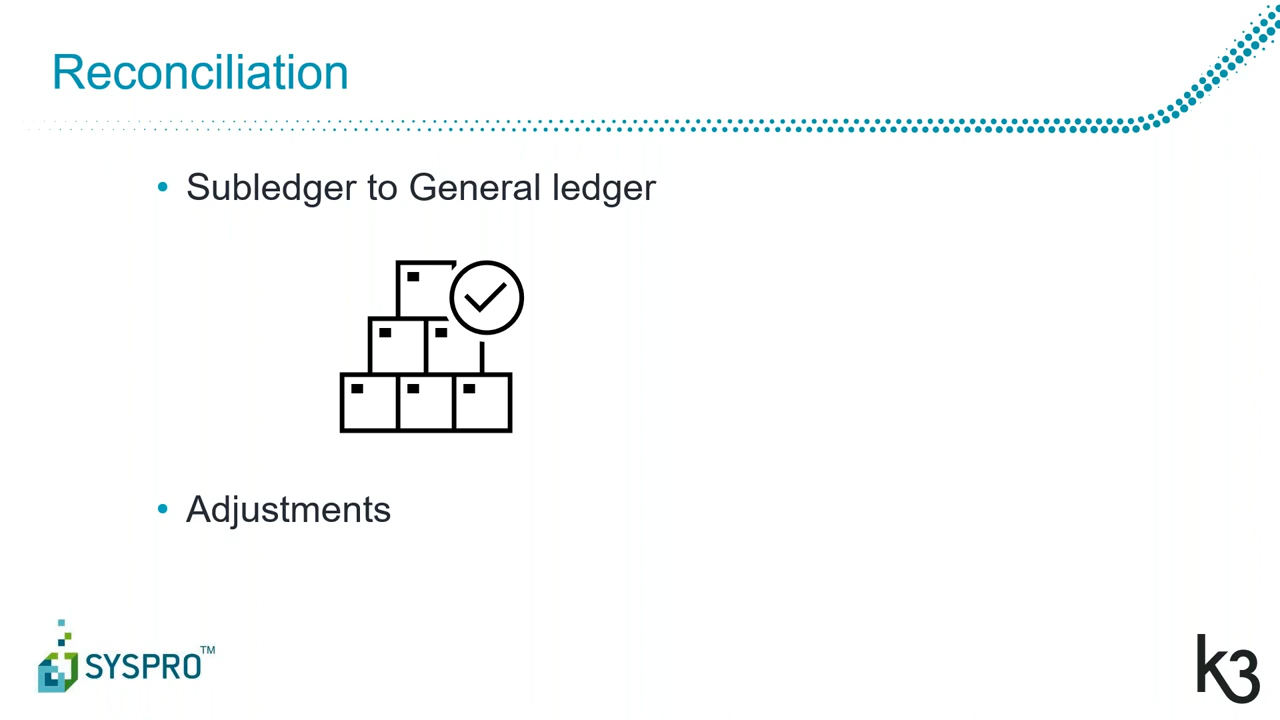 Reconciliation
• Subledger to General ledger
• Adjustments
SYSPRO™
k3